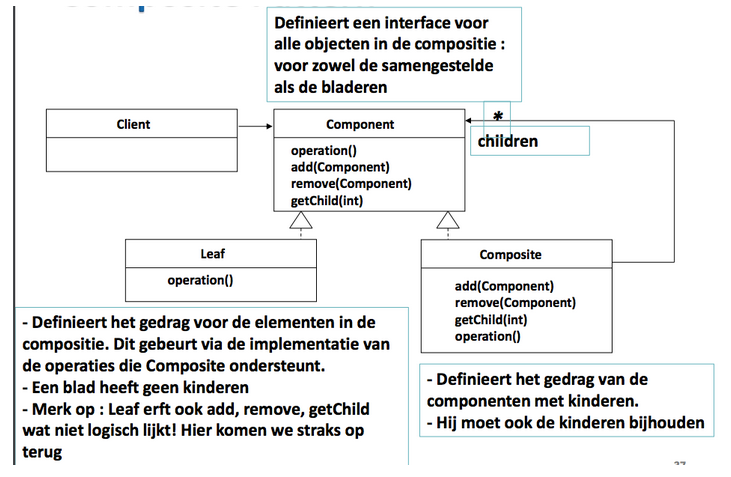 Definieert een interface voor
alle objecten in de compositie :
voor zowel de samengestelde
als de bladeren
Client
Component
*
children
operation()
add(Component)
remove(Component)
getChild(int)
Leaf
operation()
Composite
add(Component)
remove(Component)
getChild(int)
operation()
- Definieert het gedrag voor de elementen in de
compositie. Dit gebeurt via de implementatie van
de operaties die Composite ondersteunt.
- Een blad heeft geen kinderen
- Merk op : Leaf erft ook add, remove, getChild
wat niet logisch lijkt! Hier komen we straks op
terug
- Definieert het gedrag van de
componenten met kinderen.
- Hij moet ook de kinderen bijhouden